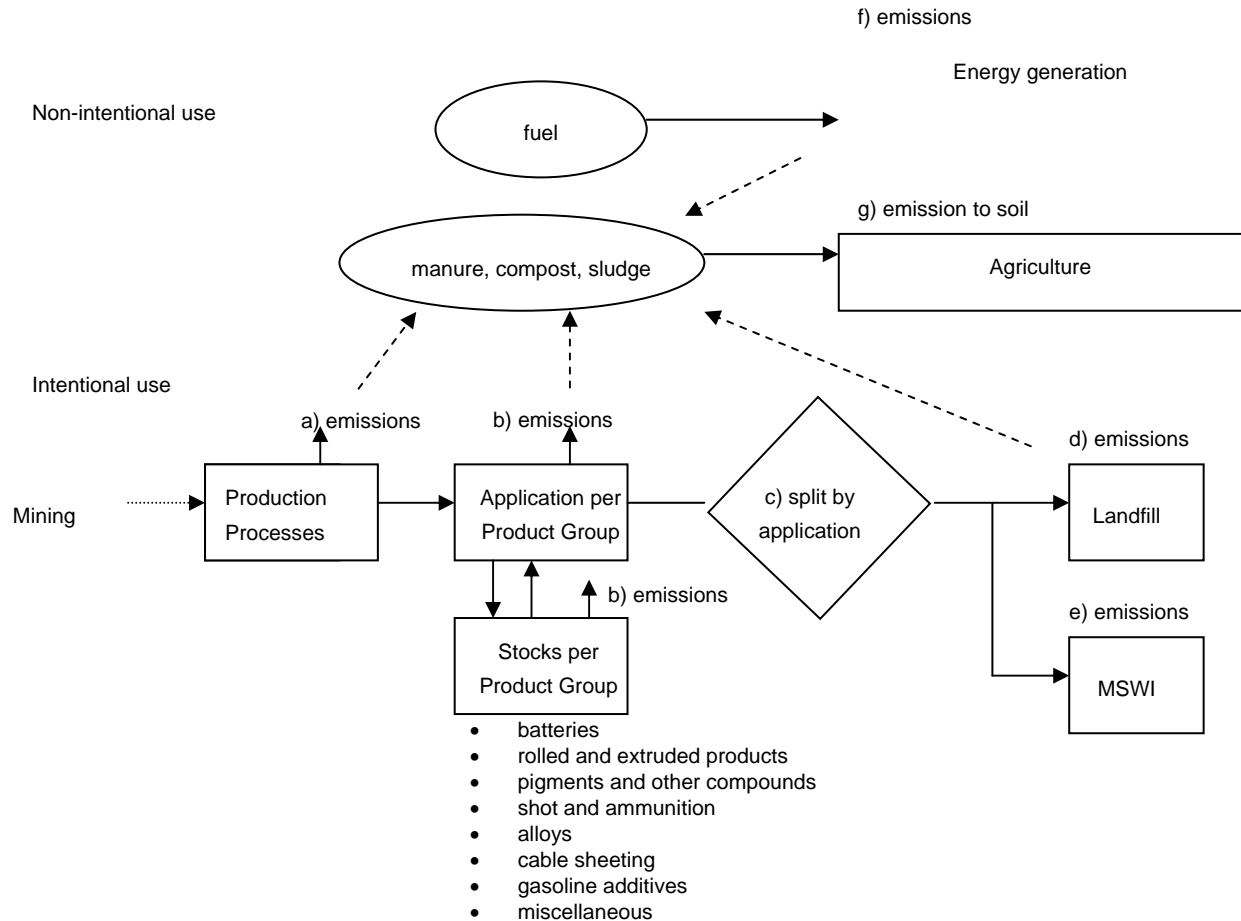 f) emissions
Energy generation
Non-intentional use
fuel
g) emission to soil
manure, compost, sludge
Agriculture
Intentional use
a) emissions
b) emissions
d) emissions
Mining
Production
Processes
Application per
Product Group
c) split by
application
Landfill
b) emissions
e) emissions
Stocks per
Product Group
MSWI
• batteries
• rolled and extruded products
• pigments and other compounds
• shot and ammunition
• alloys
• cable sheeting
• gasoline additives
• miscellaneous